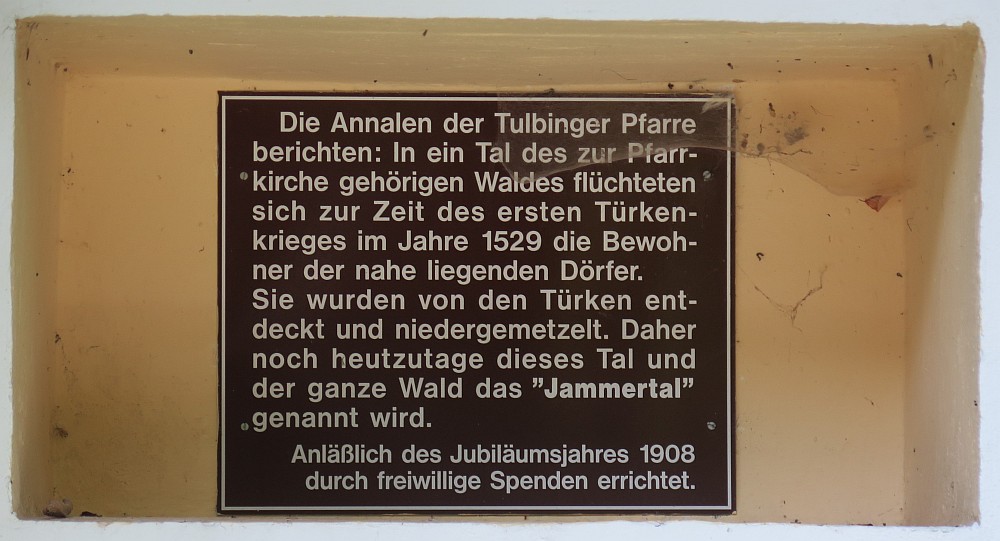 Die Annalen der Tulbinger Pfarre
berichten: In ein Tal des zur Pfarr-
kirche gehörigen Waldes flüchteten
sich zur Zeit des ersten Türken-
krieges im Jahre 1529 die Bewoh-
ner der nahe liegenden Dörfer.
Sie wurden von den Türken ent-
deckt und niedergemetzelt. Daher
noch heutzutage dieses Tal und
der ganze Wald das ”Jammertal”
genannt wird.
Anläßlich des Jubiläumsjahres 1908
durch freiwillige Spenden errichtet.